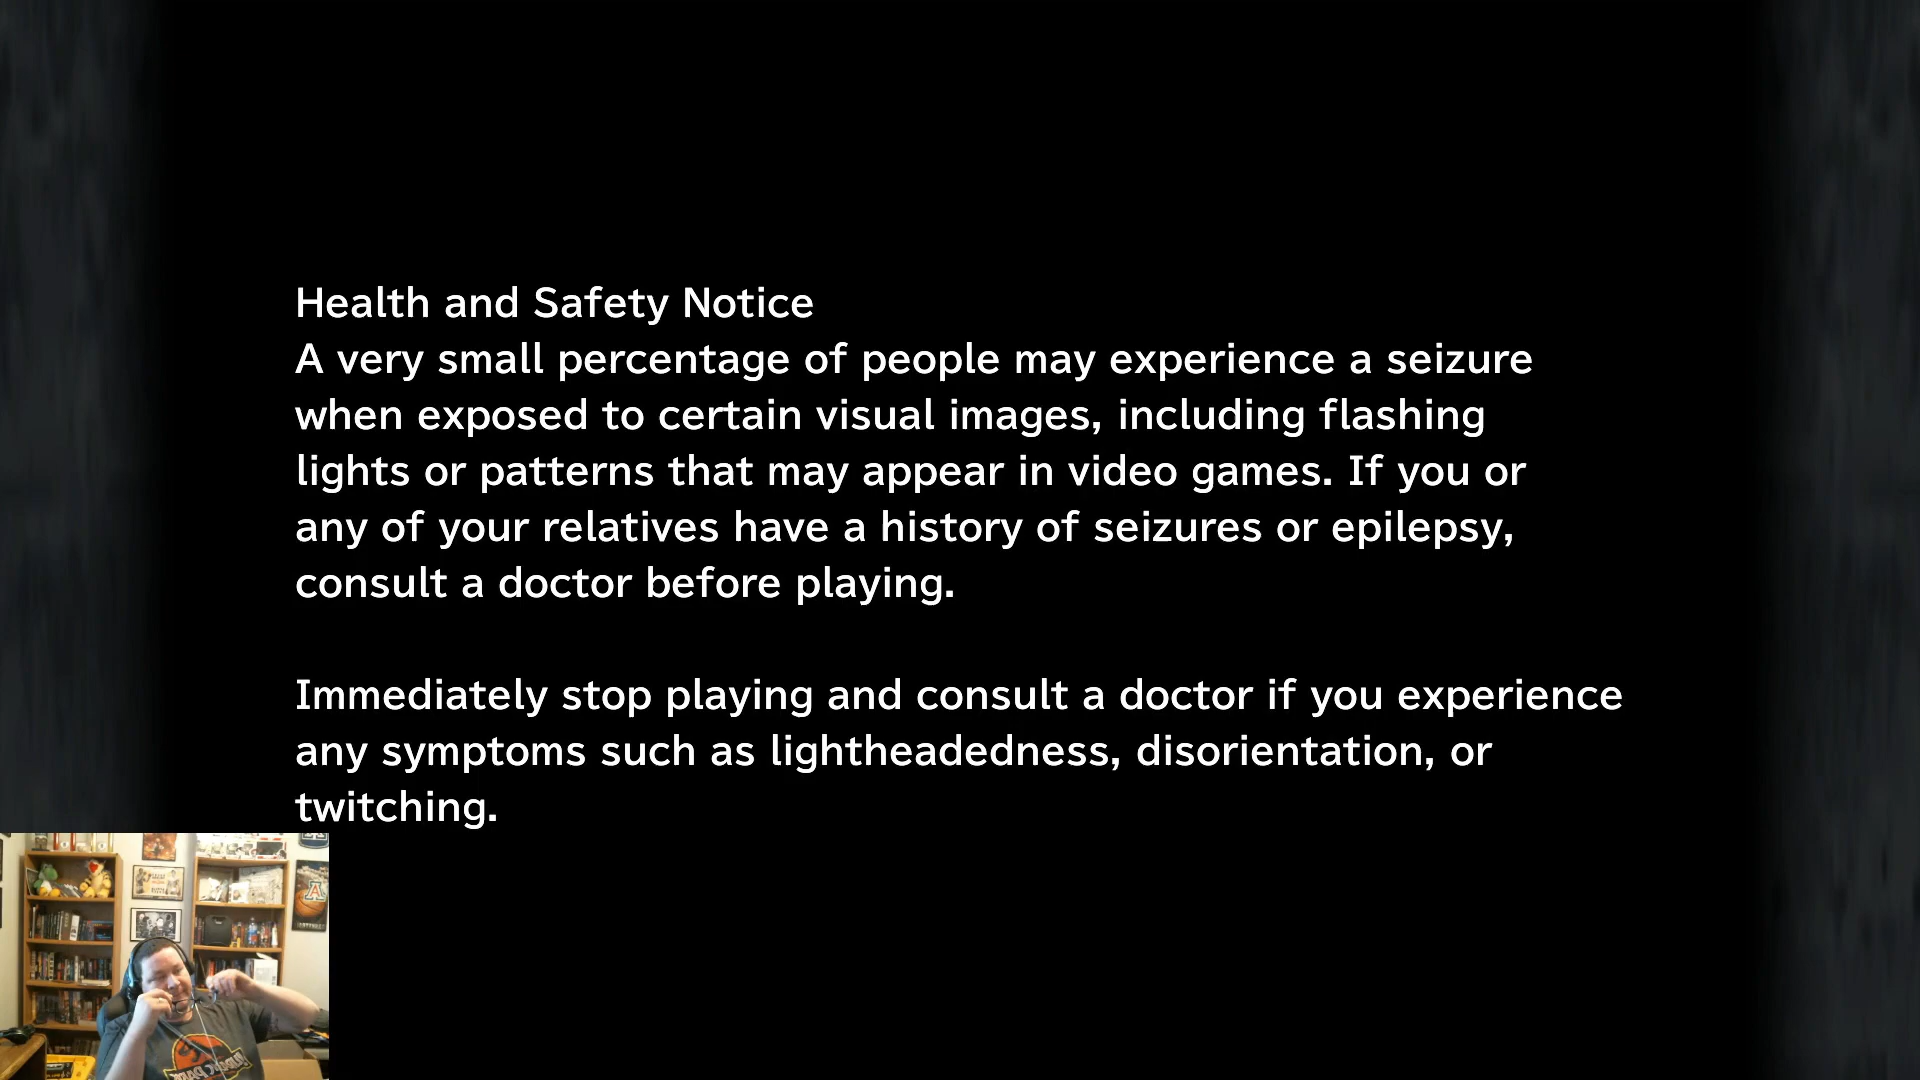 Health and Safety Notice
A very small percentage of people may experience a seizure
when exposed to certain visual images, including flashing
lights or patterns that may appear in video games. If you or
any of your relatives have a history of seizures or epilepsy,
consult a doctor before playing.
Immediately stop playing and consult a doctor if you experience
any symptoms such as lightheadedness, disorientation, or
twitching.
A